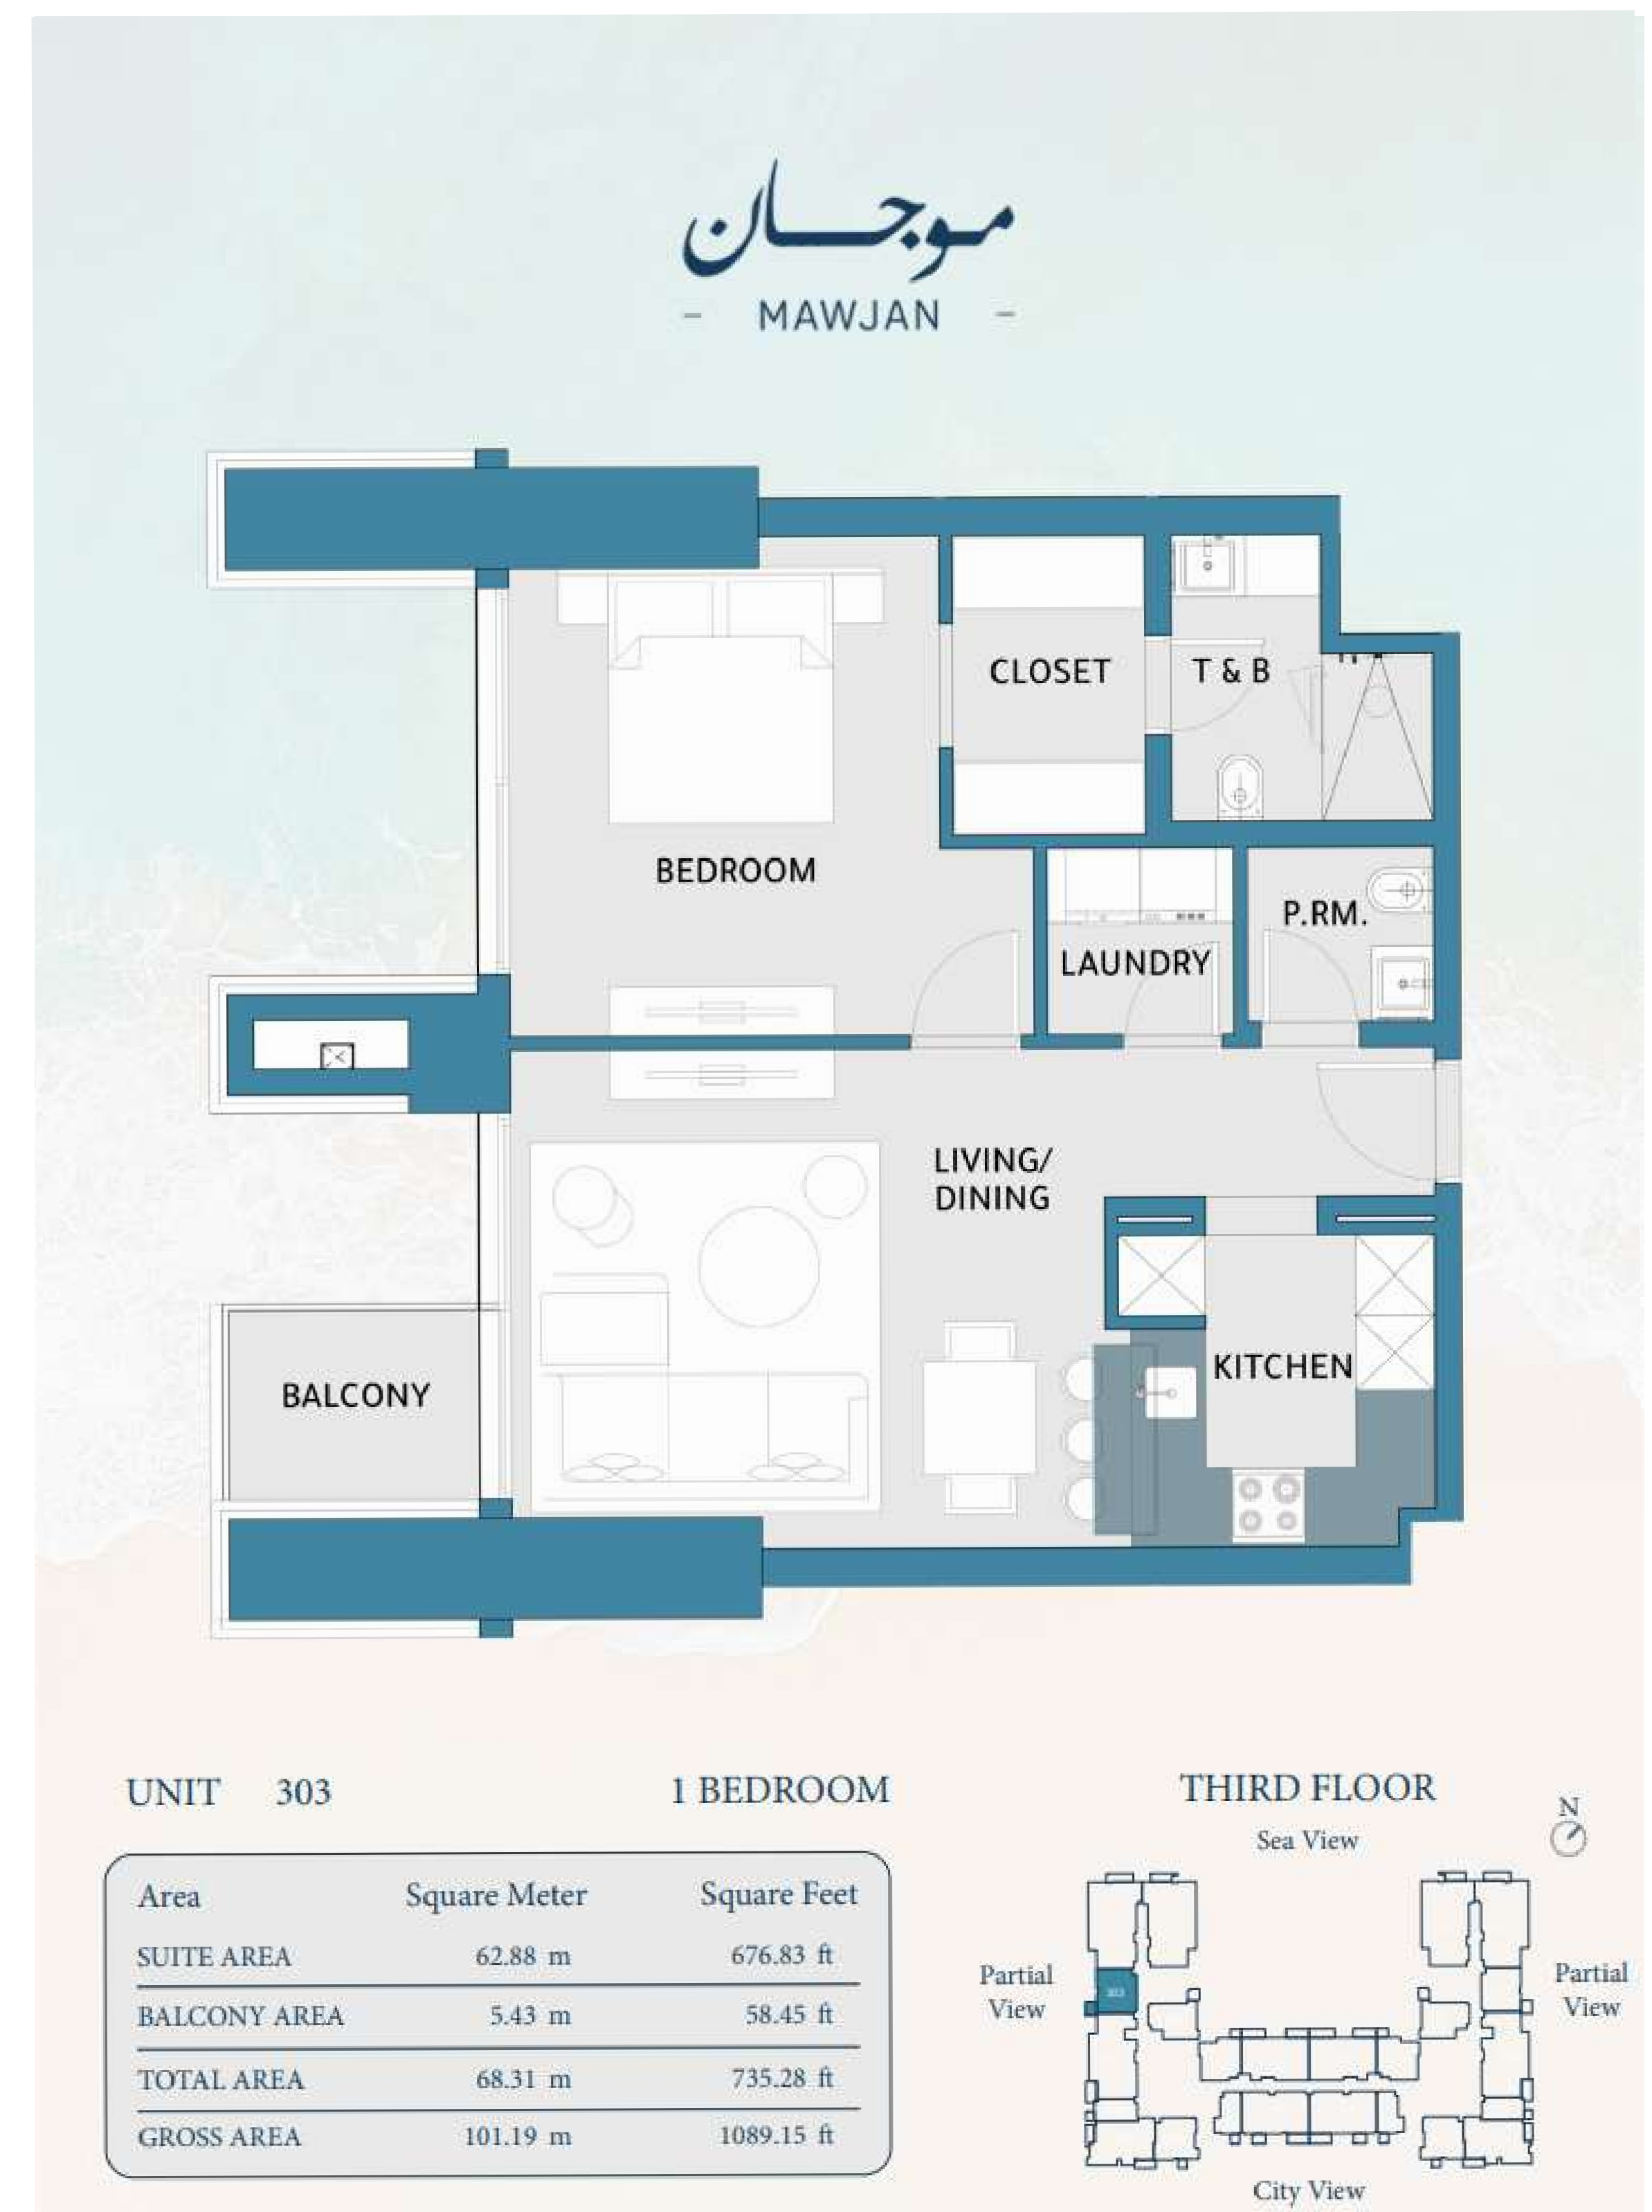 موجان
- MAWJAN -
CLOSET
T & B
BEDROOM
P.RM.
LAUNDRY
LIVING/
DINING
KITCHEN
BALCONY
UNIT 303
1 BEDROOM
Area Square Meter Square Feet
SUITE AREA 62.88 m 676.83 ft
BALCONY AREA 5.43 m 58.45 ft
TOTAL AREA 68.31 m 735.28 ft
GROSS AREA 101.19 m 1089.15 ft
THIRD FLOOR
N
Sea View
Partial
View
303
Partial
View
City View